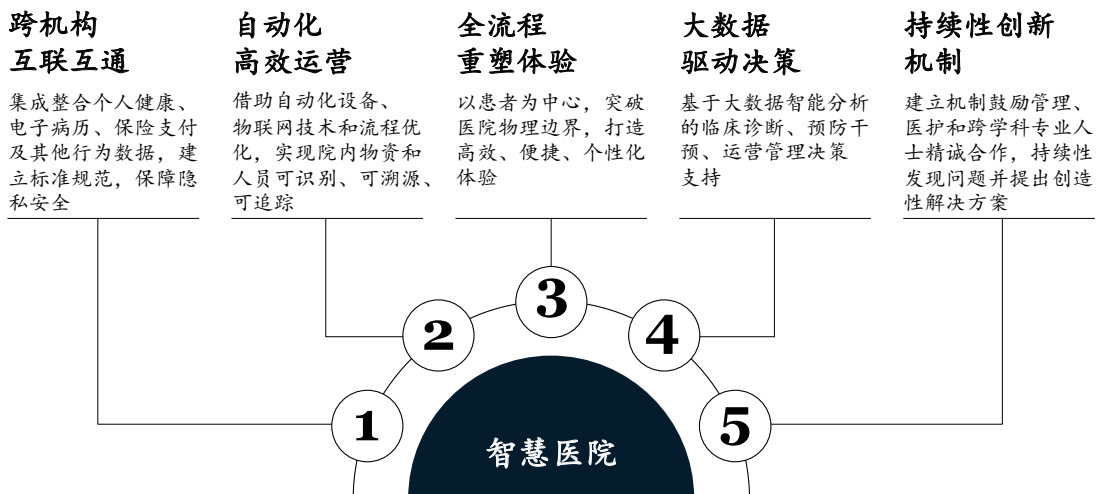 跨机构
互联互通
集成整合个人健康、
电子病历、保险支付
及其他行为数据，建
立标准规范，保障隐
私安全
自动化
高效运营
借助自动化设备、
物联网技术和流程优
化，实现院内物资和
人员可识别、可溯源、
可追踪
全流程
重塑体验
以患者为中心，突破
医院物理边界，打造
高效、便捷、个性化
体验
大数据
驱动决策
基于大数据智能分析
的临床诊断、预防干
预、运营管理决策
支持
持续性创新
机制
建立机制鼓励管理、
医护和跨学科专业人
士精诚合作，持续性
发现问题并提出创造
性解决方案
1
2
3
4
5
智慧医院